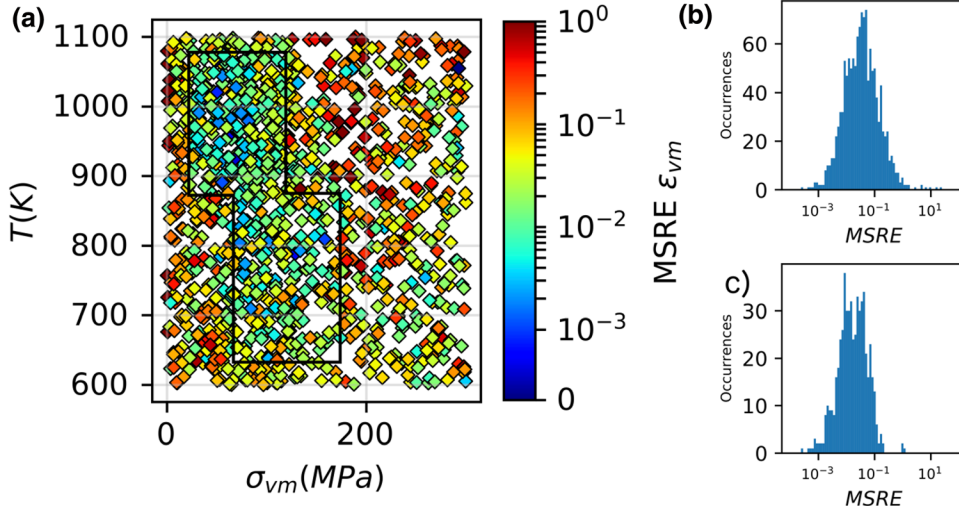 (a)
1100
1000
900
800
700
600
T(K)
0
200
σvm(MPa)
10⁰
10⁻¹
10⁻²
10⁻³
0
MSRE εvm
(b)
60
40
20
0
Occurrences
10⁻³
10⁻¹
10¹
MSRE
c)
30
20
10
0
Occurrences
10⁻³
10⁻¹
10¹
MSRE